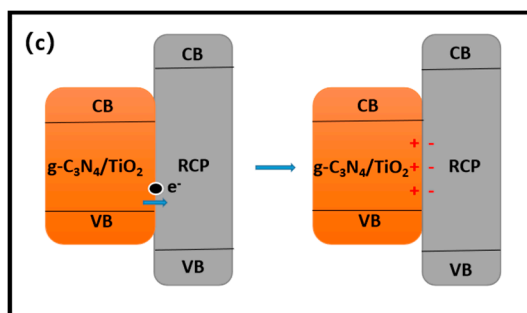 (c)
CB
g-C₃N₄/TiO₂
VB
CB
RCP
e⁻
VB
CB
g-C₃N₄/TiO₂
VB
+ -
+ -
+ -
CB
RCP
VB